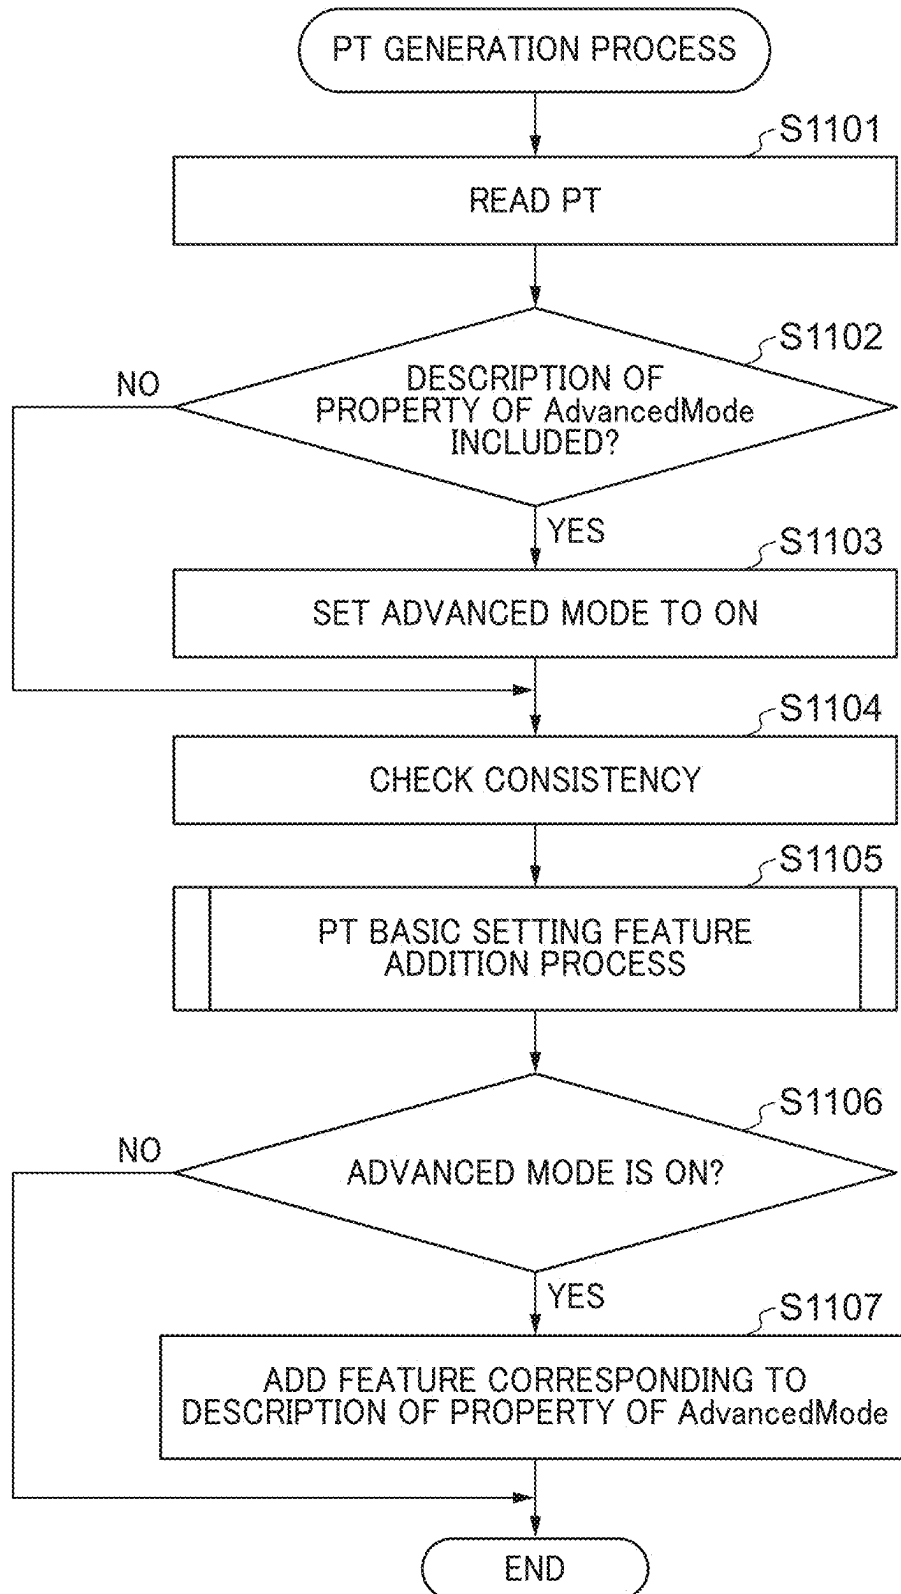 PT GENERATION PROCESS
S1101
READ PT
S1102
NO
DESCRIPTION OF
PROPERTY OF AdvancedMode
INCLUDED?
YES
S1103
SET ADVANCED MODE TO ON
S1104
CHECK CONSISTENCY
S1105
PT BASIC SETTING FEATURE
ADDITION PROCESS
S1106
NO
ADVANCED MODE IS ON?
YES
S1107
ADD FEATURE CORRESPONDING TO
DESCRIPTION OF PROPERTY OF AdvancedMode
END